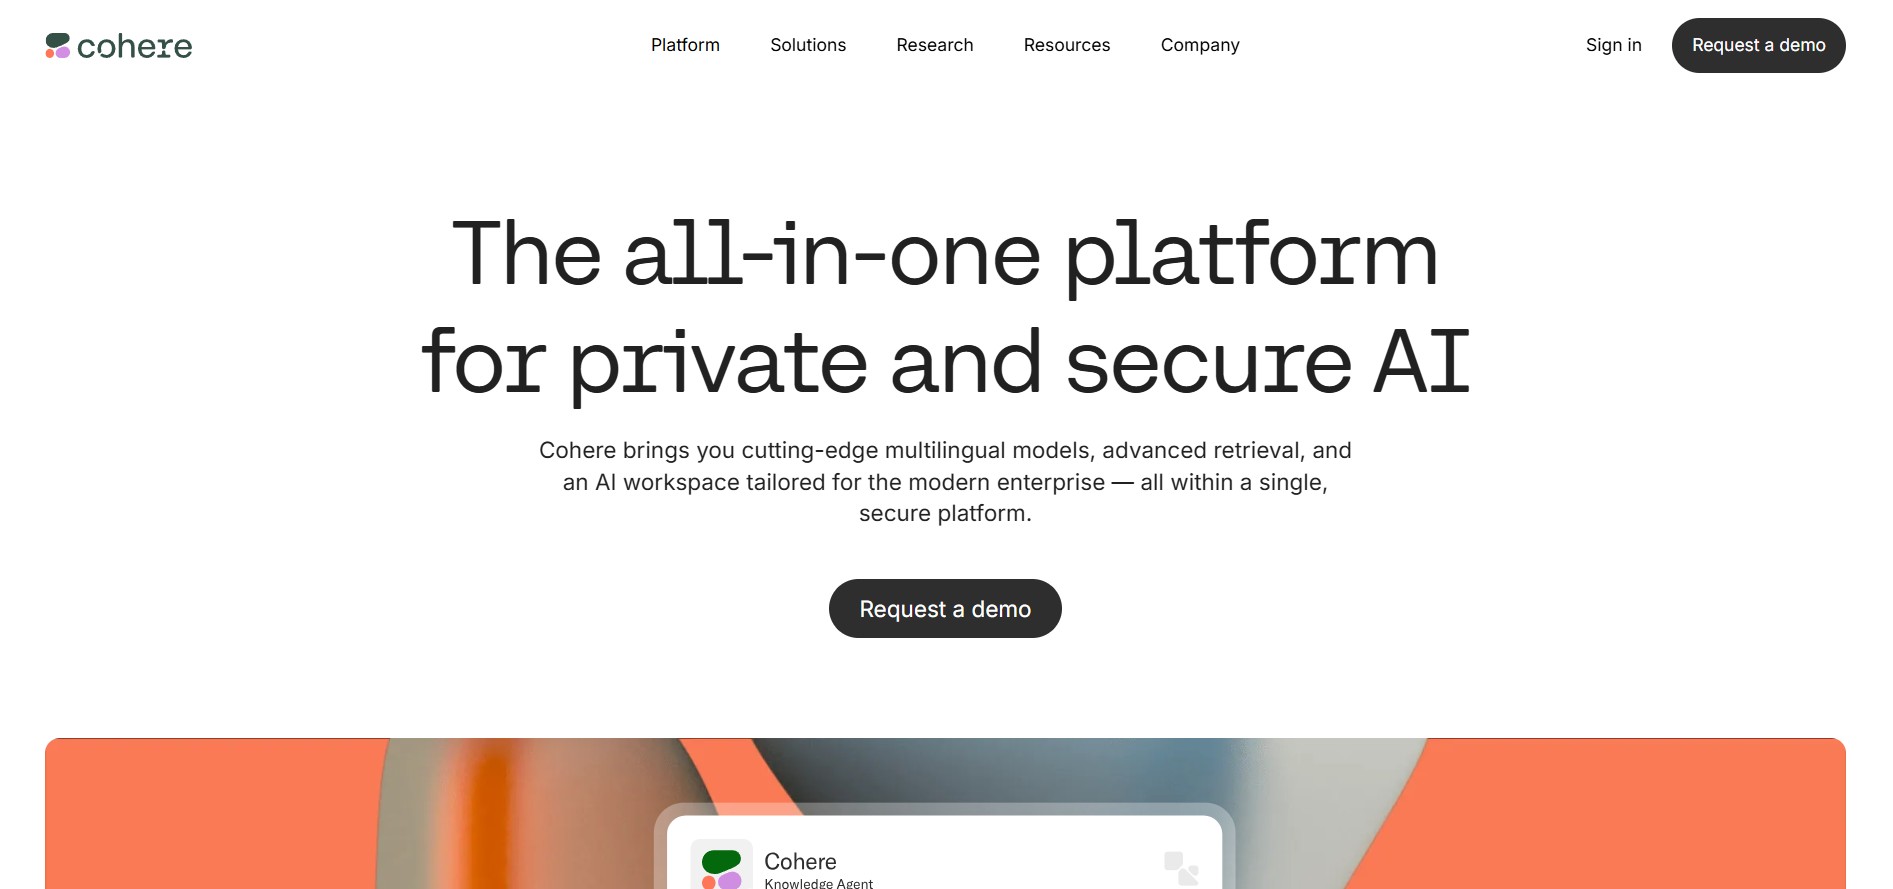 cohere
Platform
Solutions
Research
Resources
Company
Sign in
Request a demo
The all-in-one platform
for private and secure AI
Cohere brings you cutting-edge multilingual models, advanced retrieval, and
an AI workspace tailored for the modern enterprise — all within a single,
secure platform.
Request a demo
Cohere
Knowledge Agent